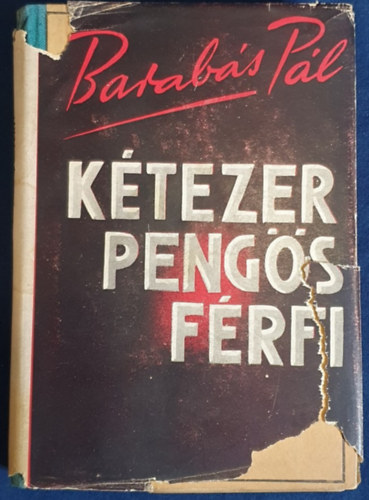 Barabás Pál
KÉTEZER
PENGŐS
FÉRFI